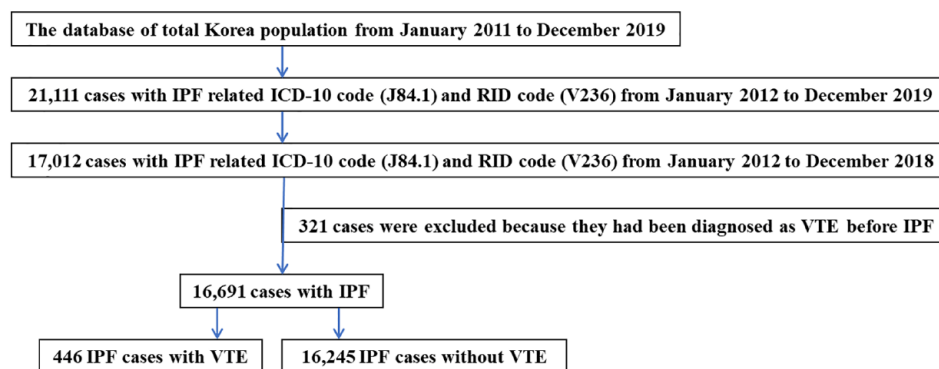 The database of total Korea population from January 2011 to December 2019
21,111 cases with IPF related ICD-10 code (J84.1) and RID code (V236) from January 2012 to December 2019
17,012 cases with IPF related ICD-10 code (J84.1) and RID code (V236) from January 2012 to December 2018
321 cases were excluded because they had been diagnosed as VTE before IPF
16,691 cases with IPF
446 IPF cases with VTE
16,245 IPF cases without VTE